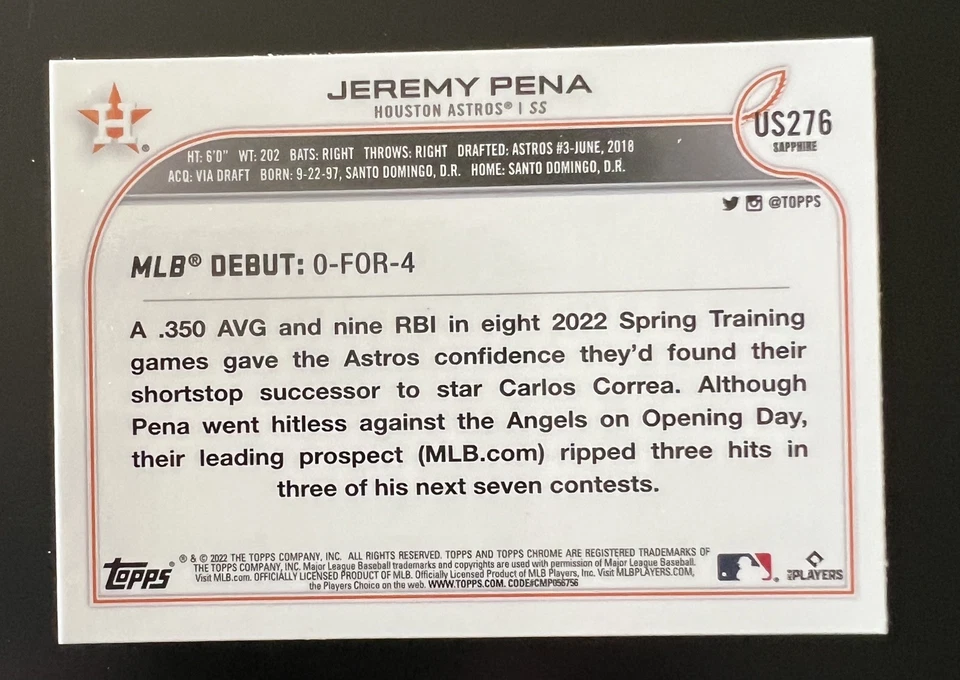 JEREMY PENA
HOUSTON ASTROS® | SS
H
®
US276
SAPPHIRE
HT: 6'0" WT: 202 BATS: RIGHT THROWS: RIGHT DRAFTED: ASTROS #3-JUNE, 2018
ACQ: VIA DRAFT BORN: 9-22-97, SANTO DOMINGO, D.R. HOME: SANTO DOMINGO, D.R.
@TOPPS
MLB® DEBUT: 0-FOR-4
A .350 AVG and nine RBI in eight 2022 Spring Training
games gave the Astros confidence they'd found their
shortstop successor to star Carlos Correa. Although
Pena went hitless against the Angels on Opening Day,
their leading prospect (MLB.com) ripped three hits in
three of his next seven contests.
Topps
® & © 2022 THE TOPPS COMPANY, INC. ALL RIGHTS RESERVED. TOPPS AND TOPPS CHROME ARE REGISTERED TRADEMARKS OF
THE TOPPS COMPANY, INC. Major League Baseball trademarks and copyrights are used with permission of Major League Baseball.
Visit MLB.com. OFFICIALLY LICENSED PRODUCT OF MLB. Officially Licensed Product of MLB Players, Inc. Visit MLBPLAYERS.COM,
the Players Choice on the web. WWW.TOPPS.COM. CODE#CMP056756
MLB PLAYERS